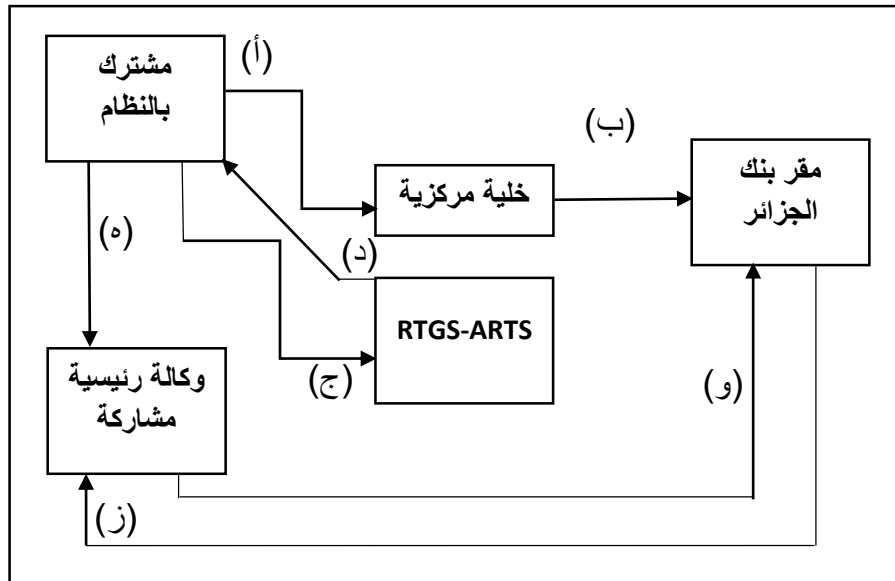 مشترك
بالنظام
(أ)
(ب)
خلية مركزية
مقر بنك
الجزائر
(ه)
(د)
RTGS-ARTS
(ج)
(و)
وكالة رئيسية
مشاركة
(ز)